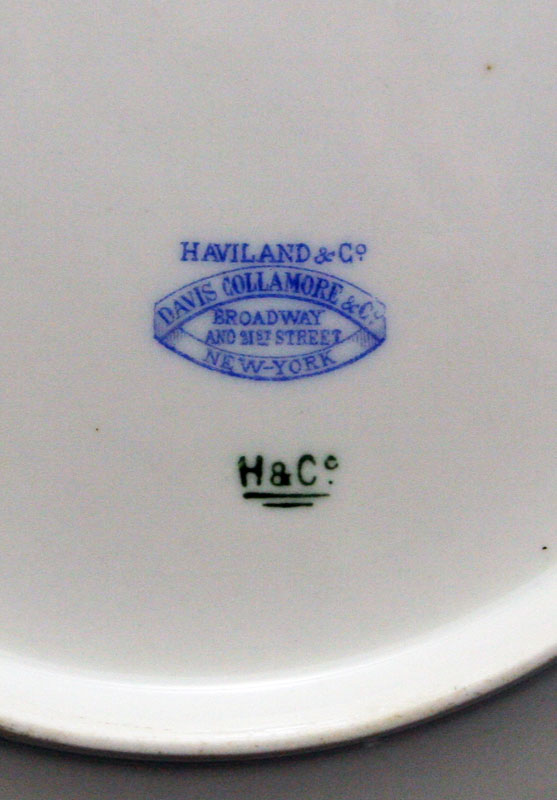 HAVILAND & Cº
DAVIS COLLAMORE & Cº
BROADWAY
AND 21ST STREET
NEW-YORK
H & Cº